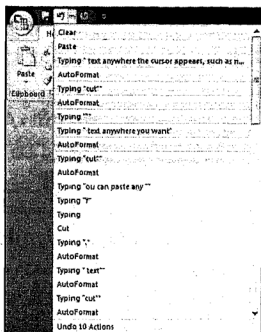 Clear
Paste
Typing " text anywhere the cursor appears, such as n...
AutoFormat
Typing "cut""
AutoFormat
Typing """
AutoFormat
Typing " text anywhere you want"
AutoFormat
Typing "cut"
AutoFormat
Typing "ou can paste any ""
Typing "Y"
Typing
Cut
Typing "."
AutoFormat
Typing " text""
AutoFormat
Typing "cut""
AutoFormat
Undo 10 Actions
Paste
Clipboard